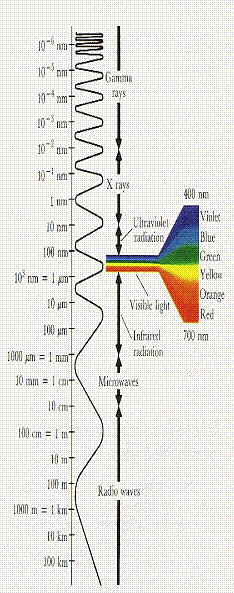 10⁻⁶ nm
10⁻⁵ nm
10⁻⁴ nm
10⁻³ nm
10⁻² nm
10⁻¹ nm
1 nm
10 nm
100 nm
10³ nm = 1 μm
10 μm
100 μm
1000 μm = 1 mm
10 mm = 1 cm
10 cm
100 cm = 1 m
10 m
100 m
1000 m = 1 km
10 km
100 km
Gamma
rays
X rays
Ultraviolet
radiation
Visible light
Infrared
radiation
Microwaves
Radio waves
400 nm
Violet
Blue
Green
Yellow
Orange
Red
700 nm